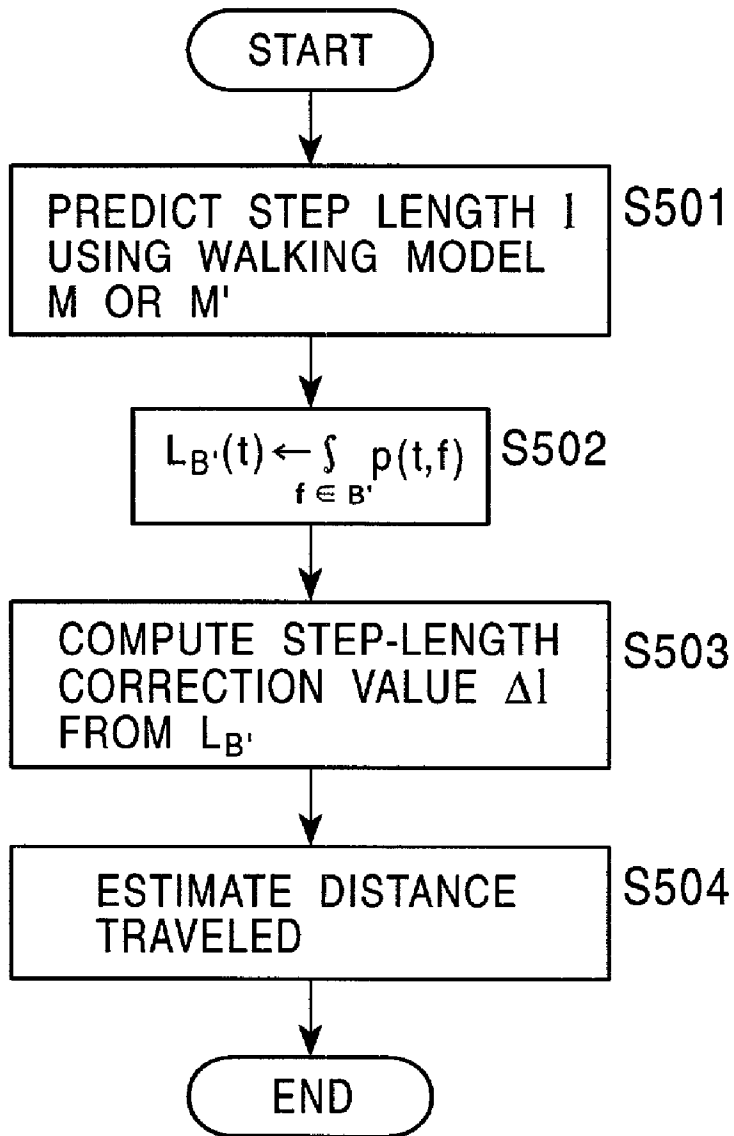 START
PREDICT STEP LENGTH l
USING WALKING MODEL
M OR M'
S501
L_B'(t) ← ∫ p(t,f)
f ∈ B'
S502
COMPUTE STEP-LENGTH
CORRECTION VALUE Δl
FROM L_B'
S503
ESTIMATE DISTANCE
TRAVELED
S504
END